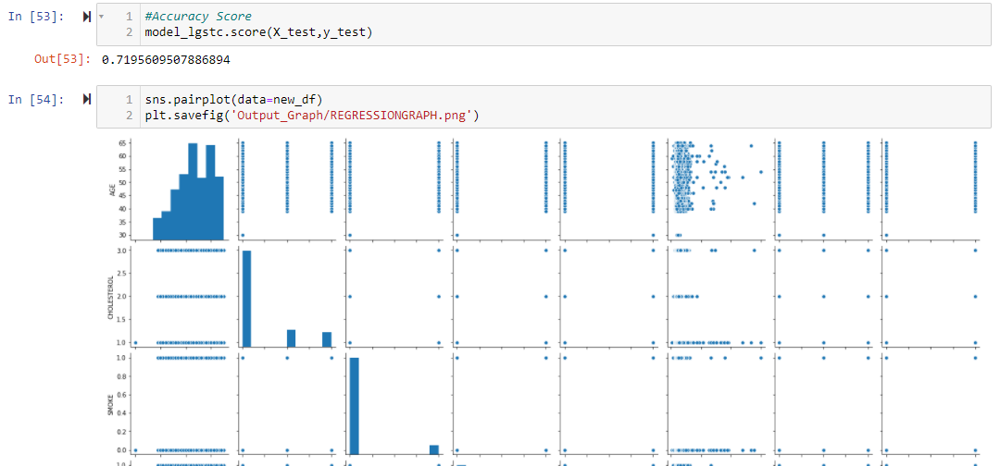 In [53]:
1 #Accuracy Score
2 model_lgstc.score(X_test,y_test)
Out[53]: 0.7195609507886894
In [54]:
1 sns.pairplot(data=new_df)
2 plt.savefig('Output_Graph/REGRESSIONGRAPH.png')
65
60
55
50
45
40
35
30
AGE
3.0
2.5
2.0
1.5
1.0
CHOLESTEROL
1.0
0.8
0.6
0.4
0.2
0.0
SMOKE
1.0